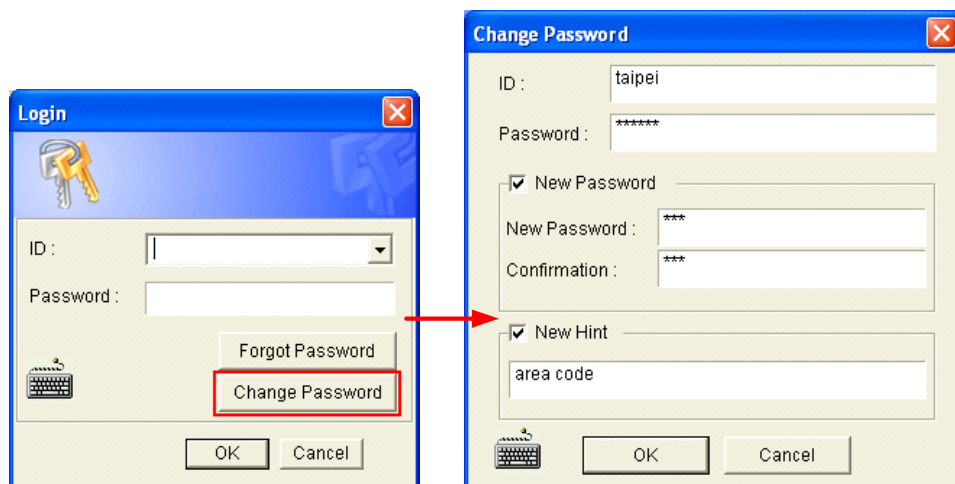 Login
ID :
Password :
Forgot Password
Change Password
OK Cancel
Change Password
ID : taipei
Password : ******
New Password
New Password : ***
Confirmation : ***
New Hint
area code
OK Cancel